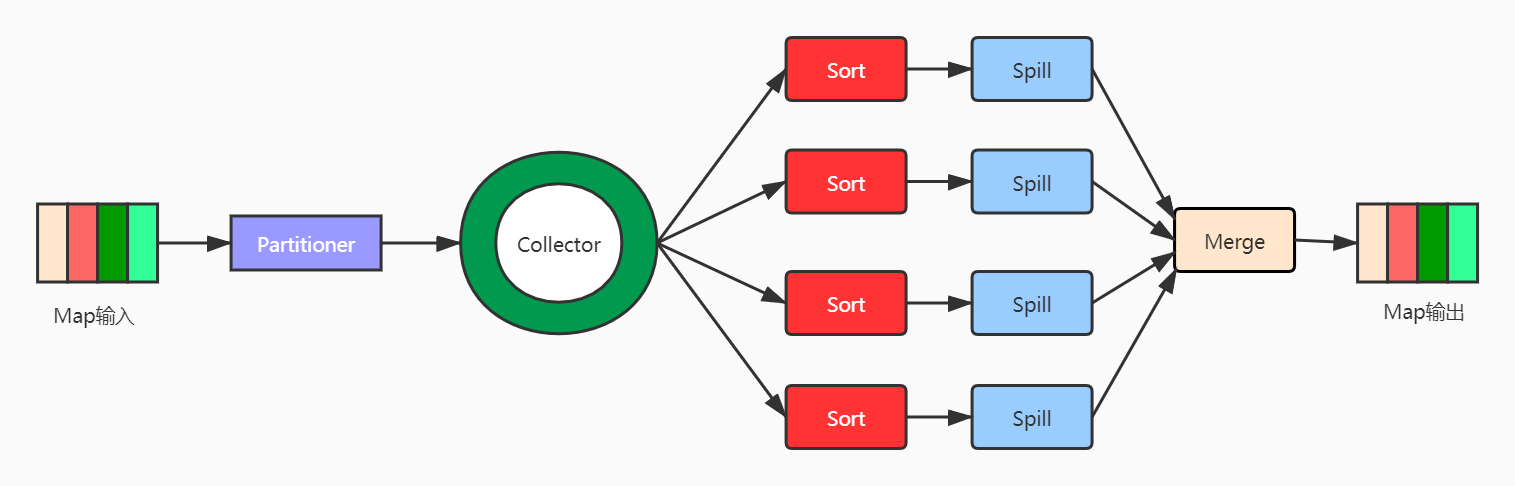 Map输入
Partitioner
Collector
Sort
Spill
Sort
Spill
Sort
Spill
Sort
Spill
Merge
Map输出